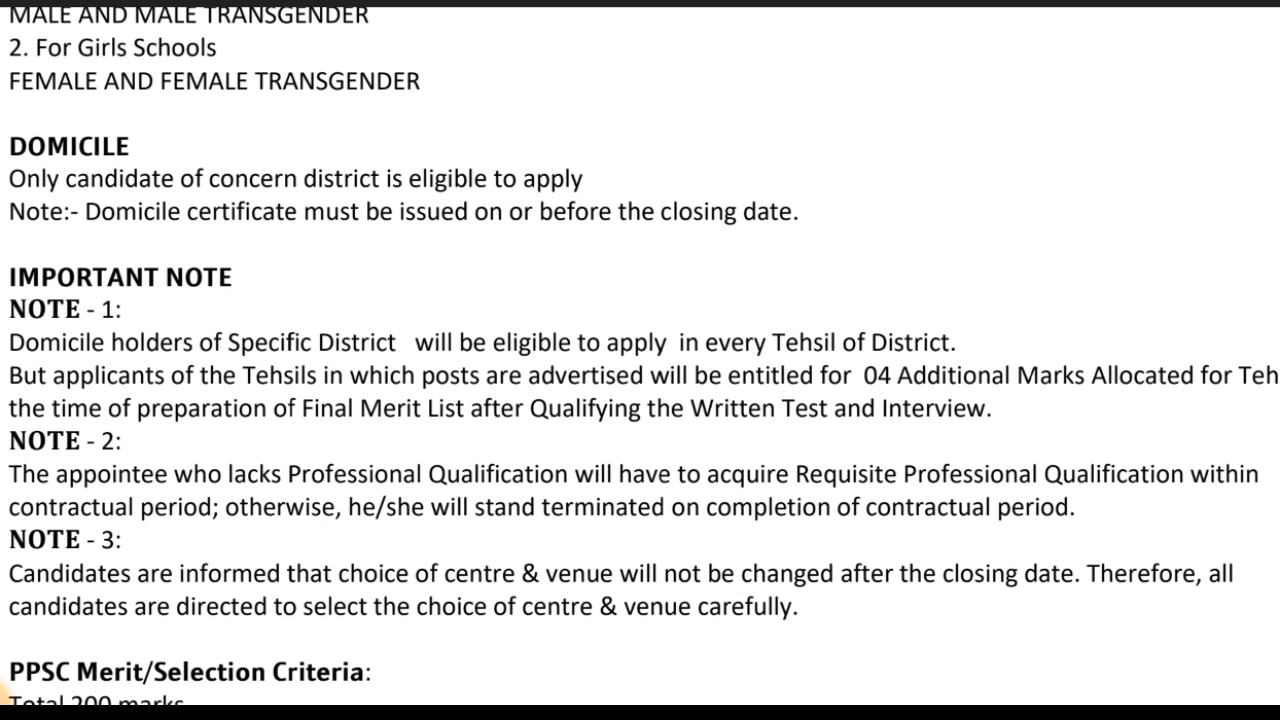 MALE AND MALE TRANSGENDER
2. For Girls Schools
FEMALE AND FEMALE TRANSGENDER
DOMICILE
Only candidate of concern district is eligible to apply
Note:- Domicile certificate must be issued on or before the closing date.
IMPORTANT NOTE
NOTE - 1:
Domicile holders of Specific District will be eligible to apply in every Tehsil of District.
But applicants of the Tehsils in which posts are advertised will be entitled for 04 Additional Marks Allocated for Teh
the time of preparation of Final Merit List after Qualifying the Written Test and Interview.
NOTE - 2:
The appointee who lacks Professional Qualification will have to acquire Requisite Professional Qualification within
contractual period; otherwise, he/she will stand terminated on completion of contractual period.
NOTE - 3:
Candidates are informed that choice of centre & venue will not be changed after the closing date. Therefore, all
candidates are directed to select the choice of centre & venue carefully.
PPSC Merit/Selection Criteria:
Total 200 marks